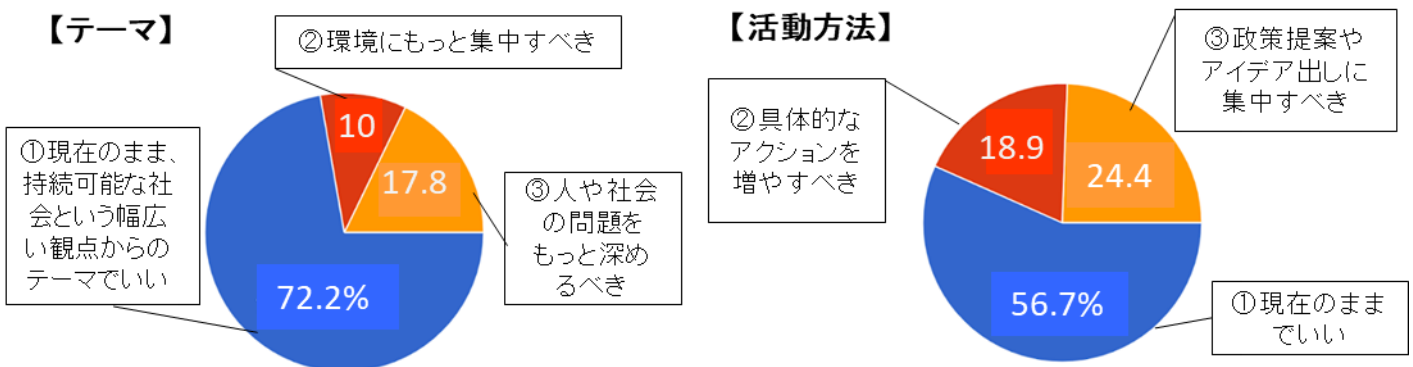 【テーマ】
②環境にもっと集中すべき
10
17.8
72.2%
①現在のまま、
持続可能な社
会という幅広
い観点からの
テーマでいい
③人や社会
の問題を
もっと深め
るべき
【活動方法】
③政策提案や
アイデア出しに
集中すべき
②具体的な
アクションを
増やすべき
18.9
24.4
56.7%
①現在のまま
でいい